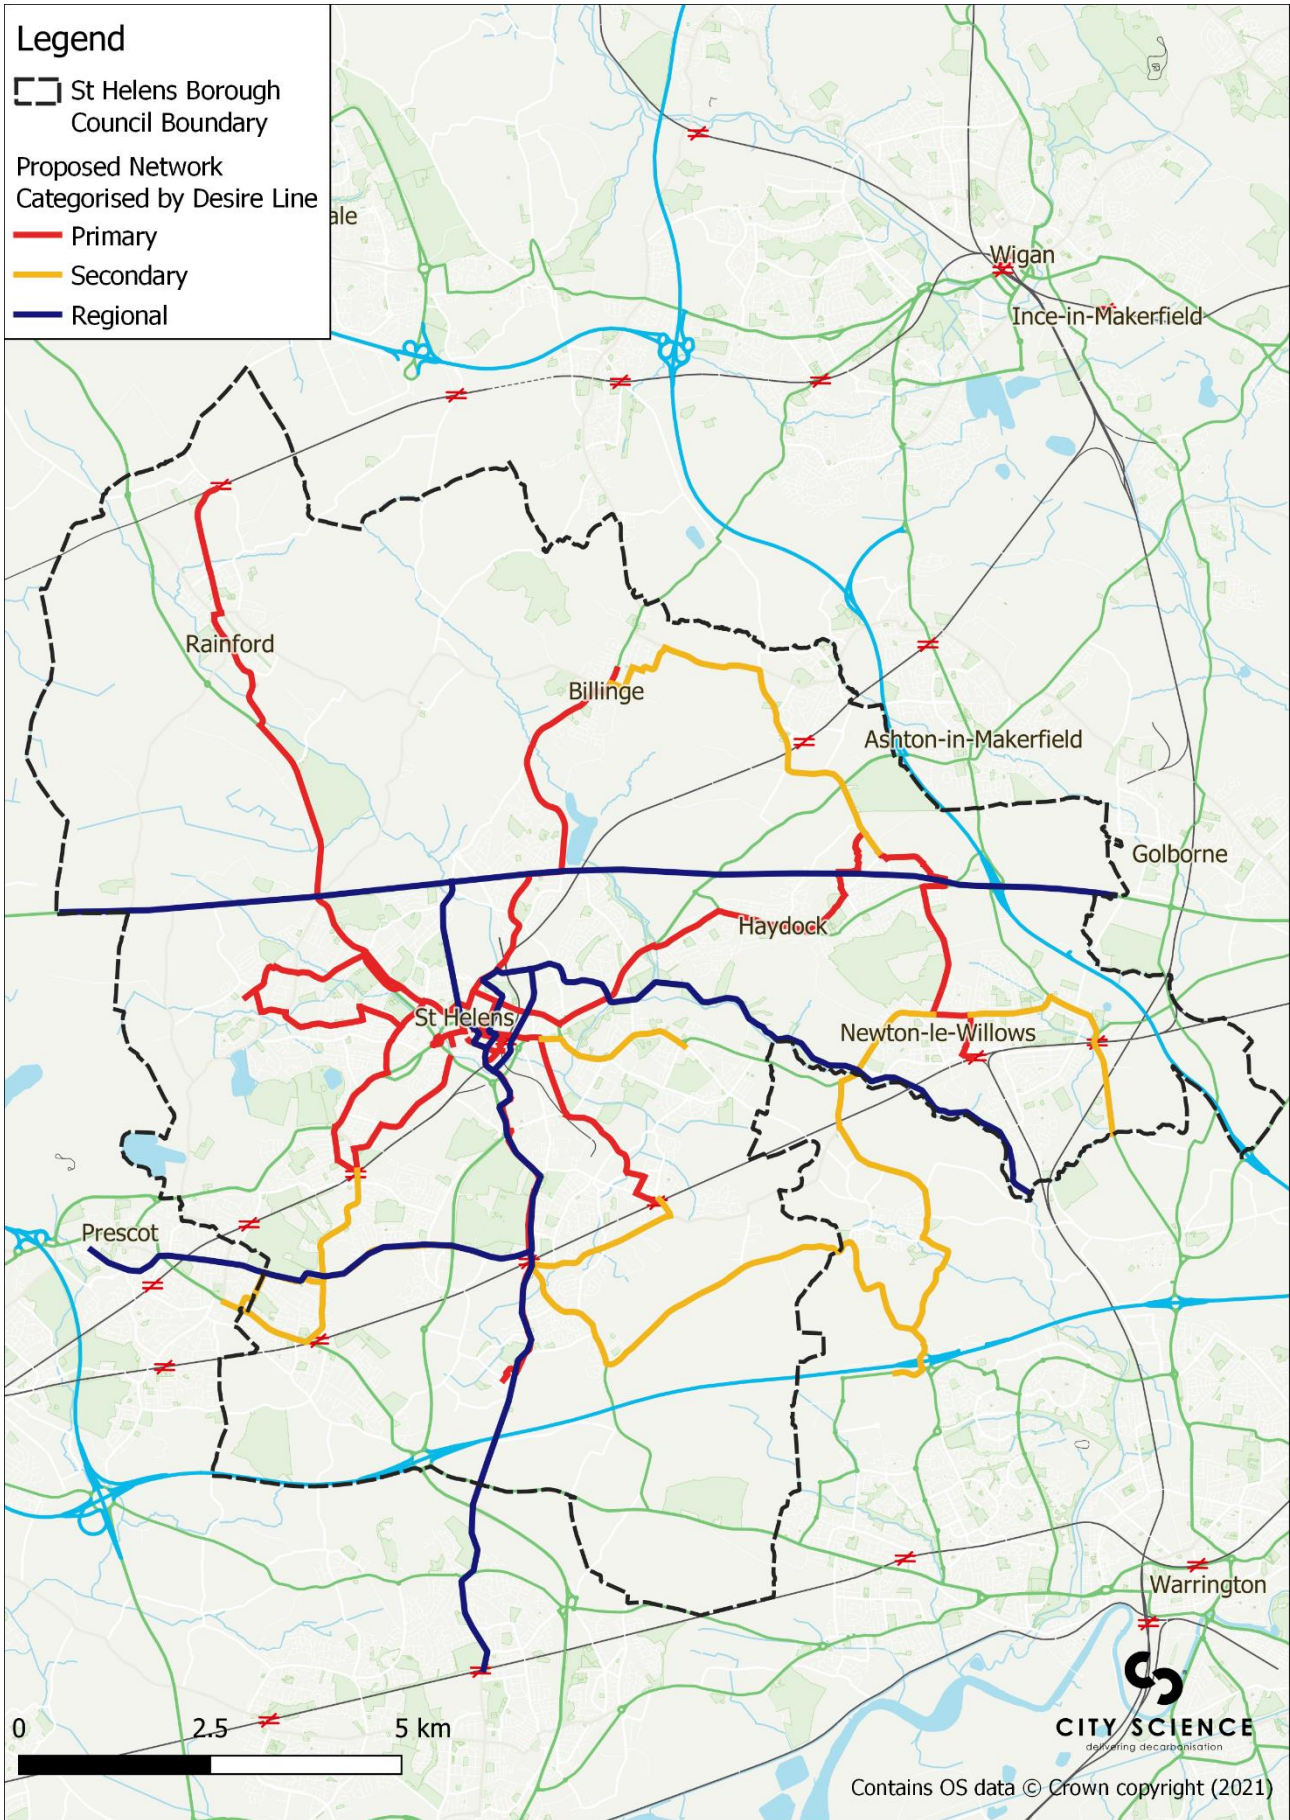 Legend
St Helens Borough
Council Boundary
Proposed Network
Categorised by Desire Line
Primary
Secondary
Regional
ale
Wigan
Ince-in-Makerfield
Rainford
Billinge
Ashton-in-Makerfield
Golborne
Haydock
St Helens
Newton-le-Willows
Prescot
Warrington
0 2.5 5 km
CITY SCIENCE
delivering decarbonisation
Contains OS data © Crown copyright (2021)